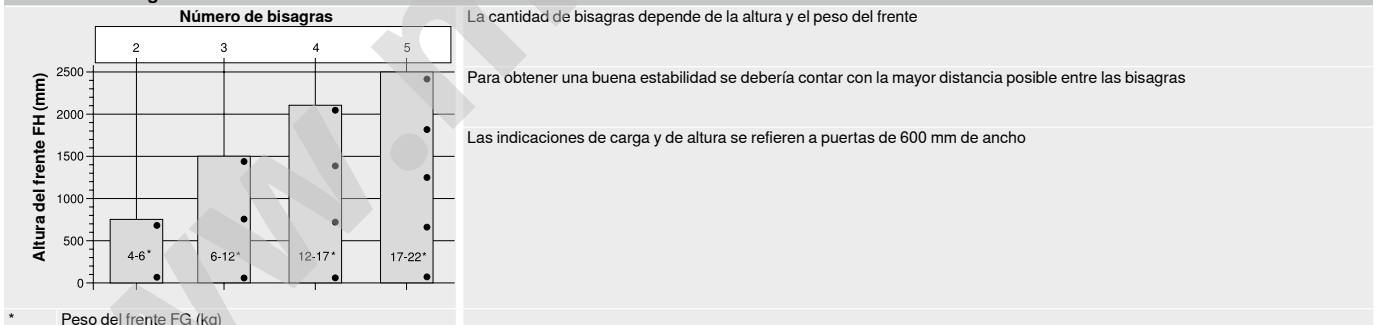 Número de bisagras
2 3 4 5
Altura del frente FH (mm)
2500
2000
1500
1000
500
0
4-6* 6-12* 12-17* 17-22*
* Peso del frente FG (kg)
La cantidad de bisagras depende de la altura y el peso del frente
Para obtener una buena estabilidad se debería contar con la mayor distancia posible entre las bisagras
Las indicaciones de carga y de altura se refieren a puertas de 600 mm de ancho